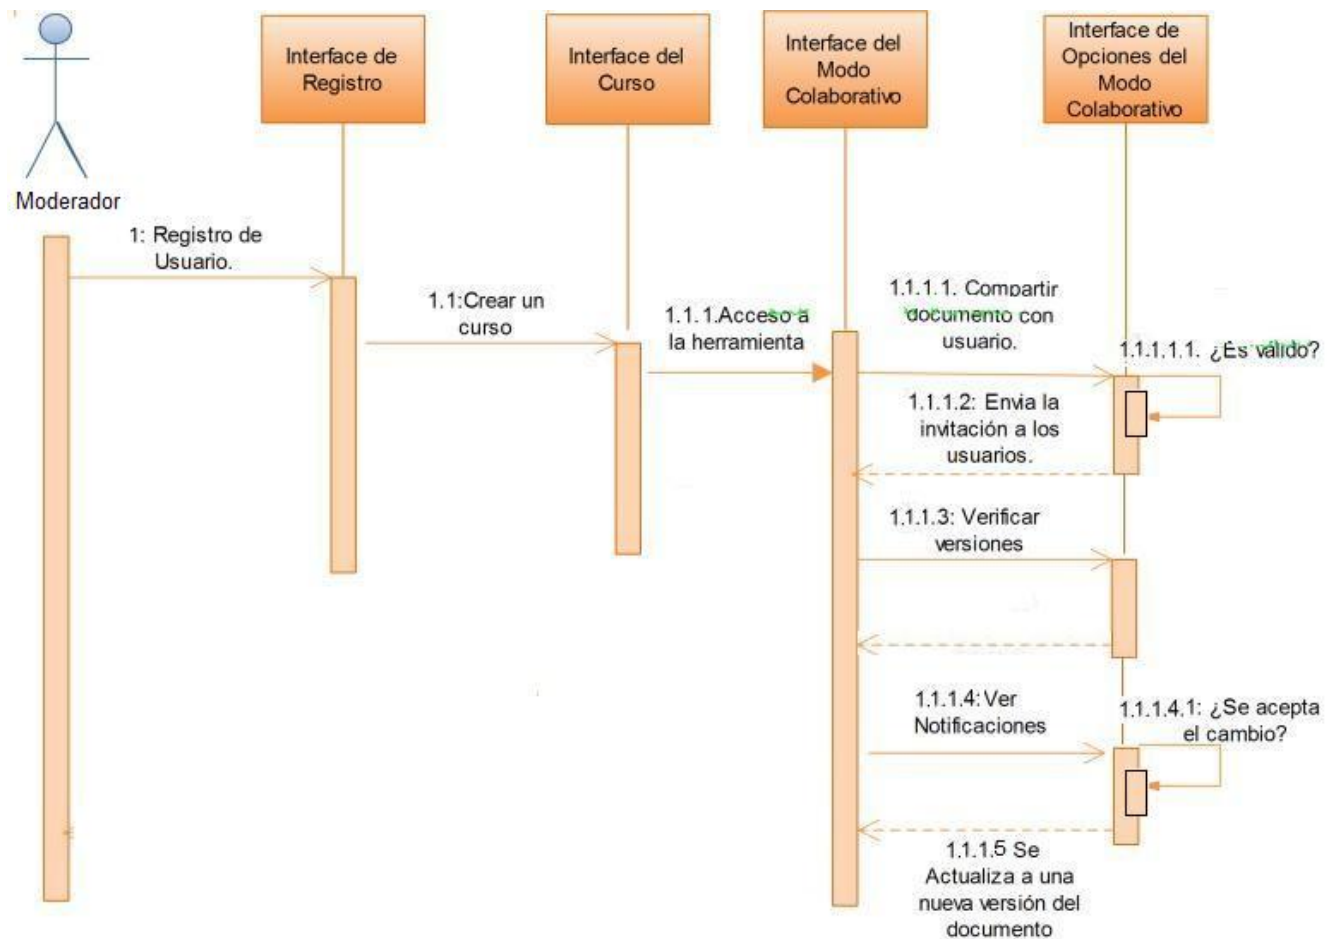 Interface de
Registro
Interface del
Curso
Interface del
Modo
Colaborativo
Interface de
Opciones del
Modo
Colaborativo
Moderador
1: Registro de
Usuario.
1.1:Crear un
curso
1.1.1.Acceso a
la herramienta
1.1.1.1. Compartir
documento con
usuario.
1.1.1.1.1. ¿Es válido?
1.1.1.2: Envia la
invitación a los
usuarios.
1.1.1.3: Verificar
versiones
1.1.1.4: Ver
Notificaciones
1.1.1.4.1: ¿Se acepta
el cambio?
1.1.1.5 Se
Actualiza a una
nueva versión del
documento